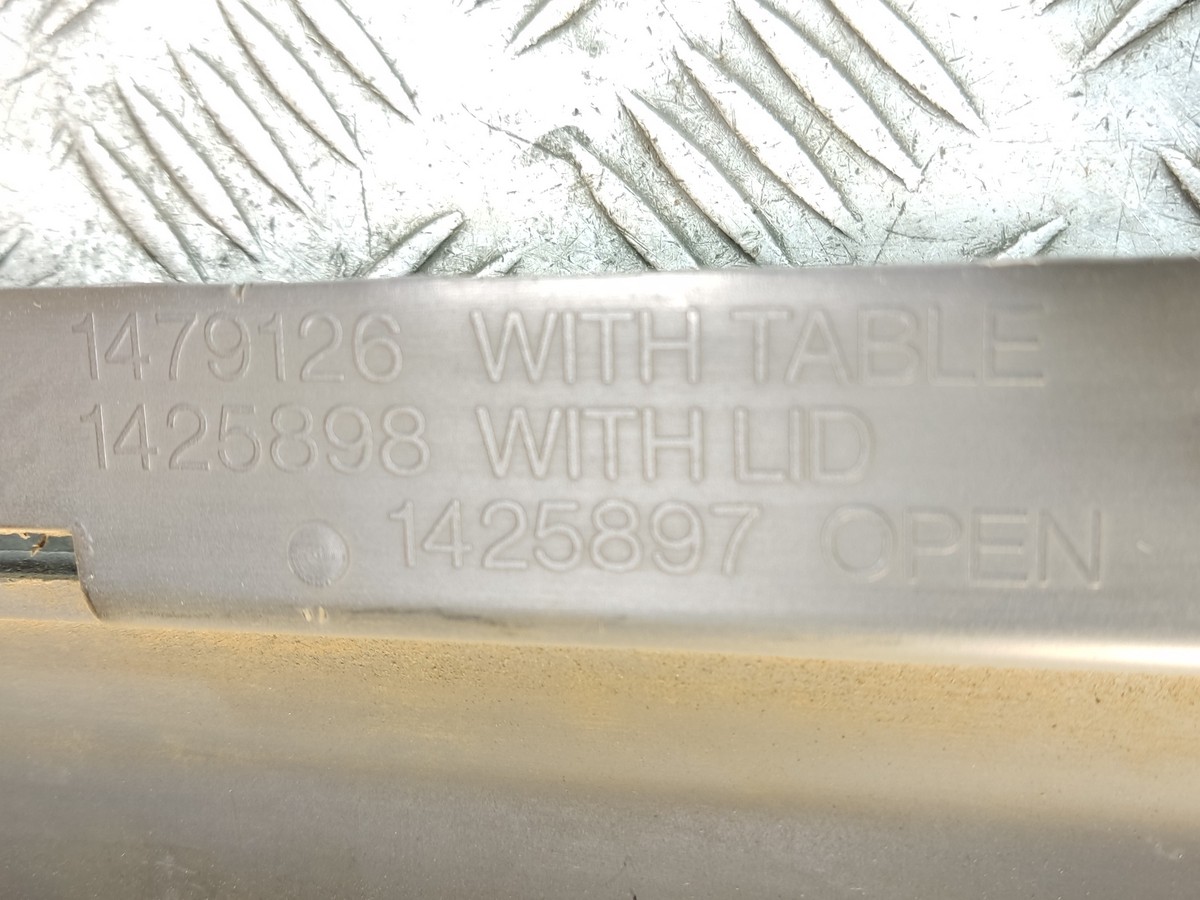 1479126 WITH TABLE
1425898 WITH LID
1425897 OPEN